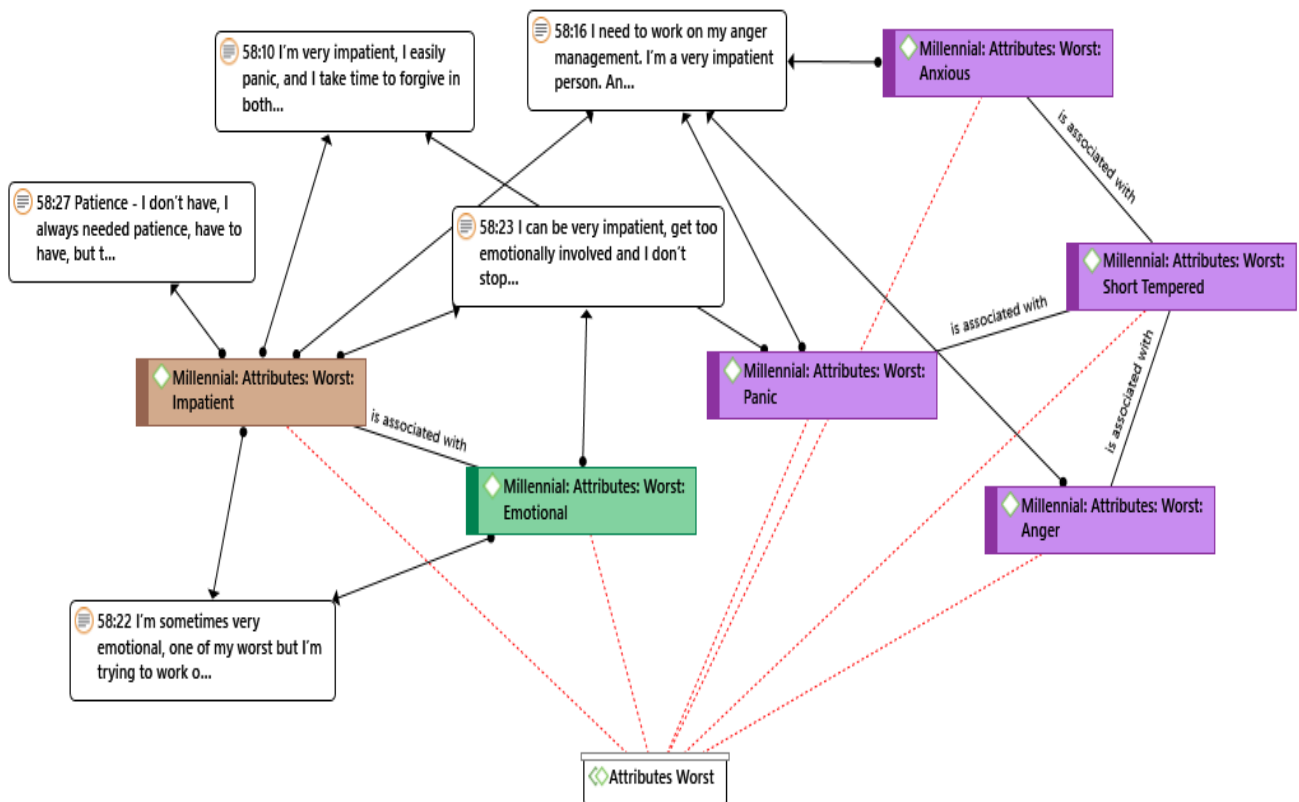 58:10 I'm very impatient, I easily
panic, and I take time to forgive in
both...
58:16 I need to work on my anger
management. I'm a very impatient
person. An...
Millennial: Attributes: Worst:
Anxious
is associated with
58:27 Patience - I don't have, I
always needed patience, have to
have, but t...
58:23 I can be very impatient, get too
emotionally involved and I don't
stop...
Millennial: Attributes: Worst:
Short Tempered
is associated with
is associated with
Millennial: Attributes: Worst:
Impatient
Millennial: Attributes: Worst:
Panic
is associated with
Millennial: Attributes: Worst:
Emotional
Millennial: Attributes: Worst:
Anger
58:22 I'm sometimes very
emotional, one of my worst but I'm
trying to work o...
Attributes Worst